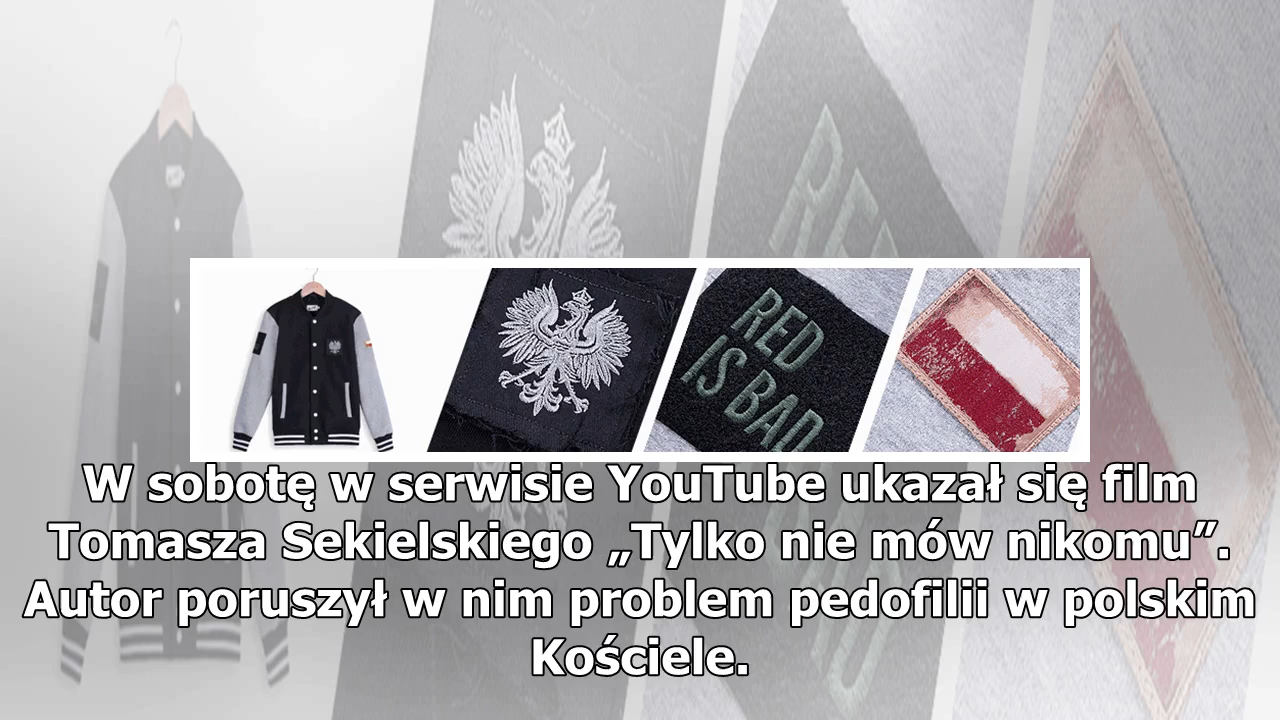 RED
IS BAD
W sobotę w serwisie YouTube ukazał się film
Tomasza Sekielskiego „Tylko nie mów nikomu”.
Autor poruszył w nim problem pedofilii w polskim
Kościele.